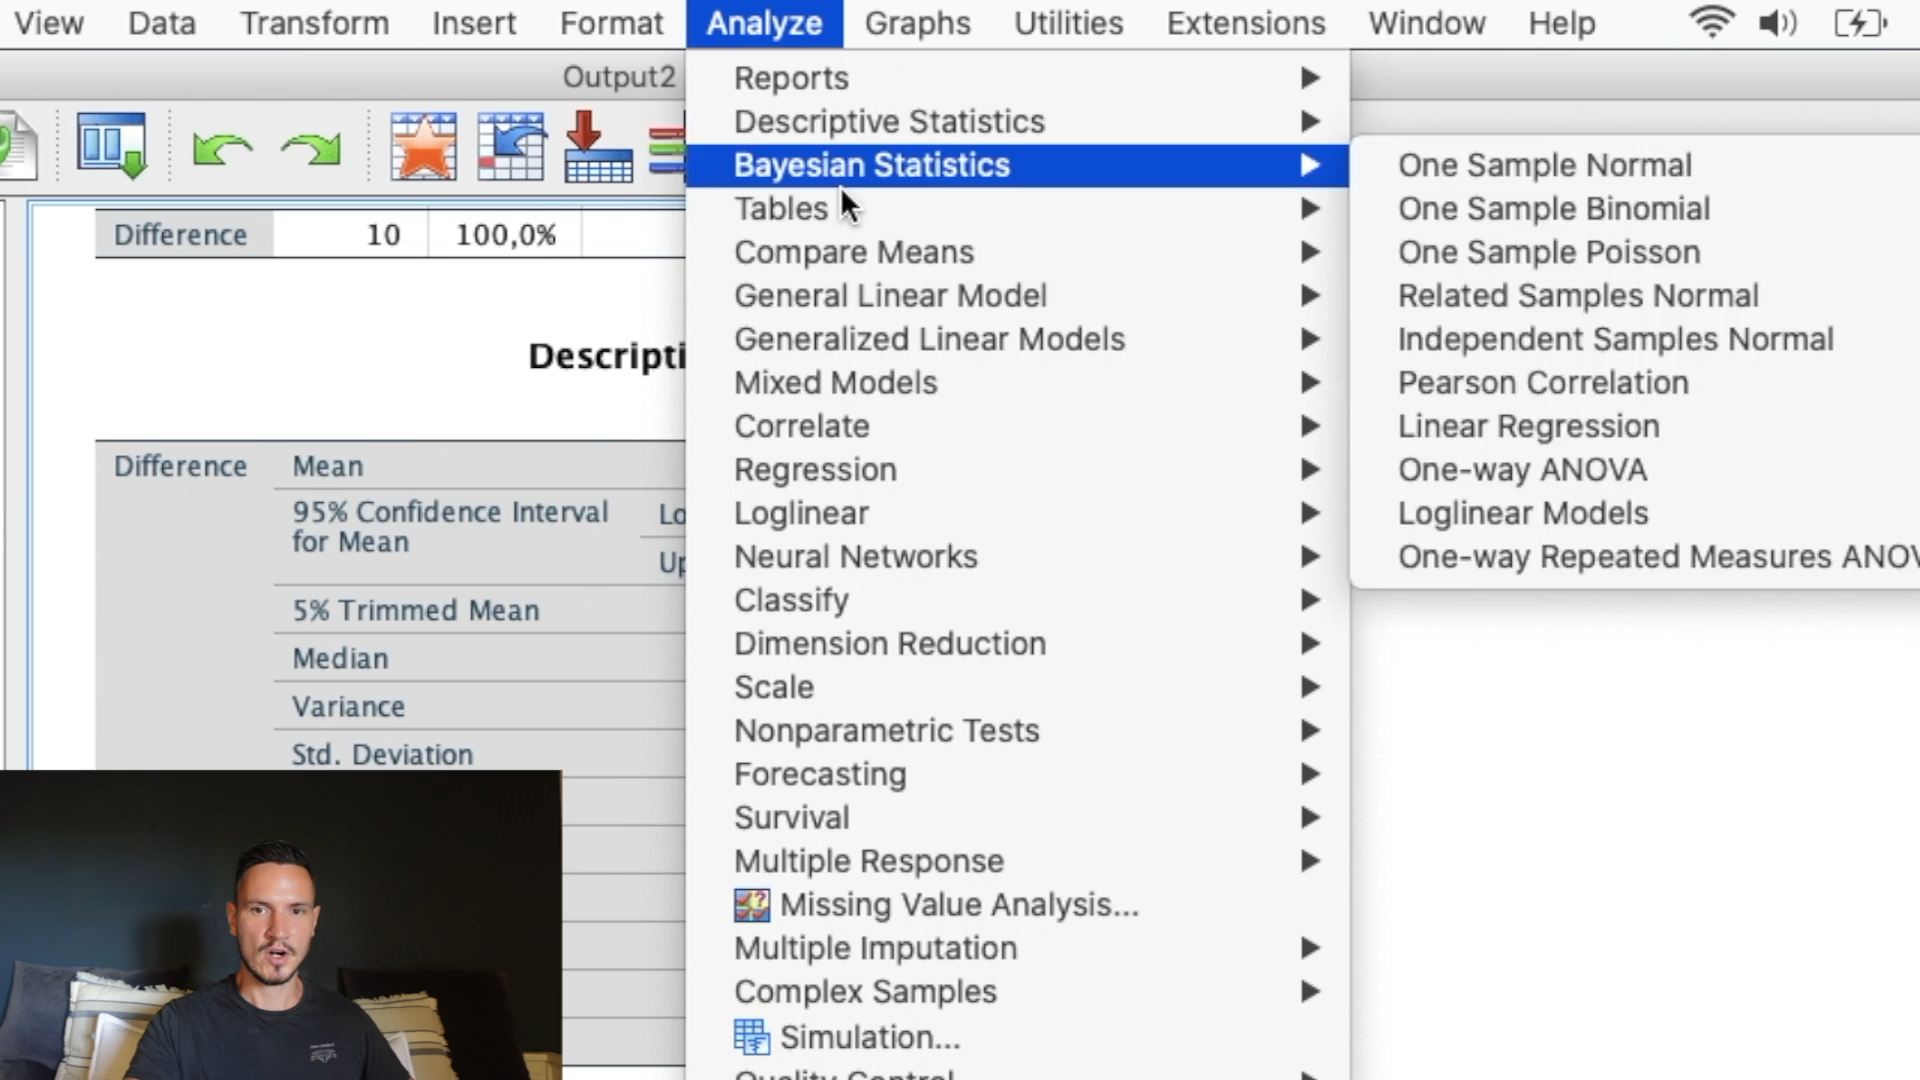 View Data Transform Insert Format Analyze Graphs Utilities Extensions Window Help
Output2
Reports
Descriptive Statistics
Bayesian Statistics
Tables
Compare Means
General Linear Model
Generalized Linear Models
Mixed Models
Correlate
Regression
Loglinear
Neural Networks
Classify
Dimension Reduction
Scale
Nonparametric Tests
Forecasting
Survival
Multiple Response
Missing Value Analysis...
Multiple Imputation
Complex Samples
Simulation...
Quality Control
One Sample Normal
One Sample Binomial
One Sample Poisson
Related Samples Normal
Independent Samples Normal
Pearson Correlation
Linear Regression
One-way ANOVA
Loglinear Models
One-way Repeated Measures ANOV
Difference 10 100,0%
Descripti
Difference Mean
95% Confidence Interval Lo
for Mean Up
5% Trimmed Mean
Median
Variance
Std. Deviation